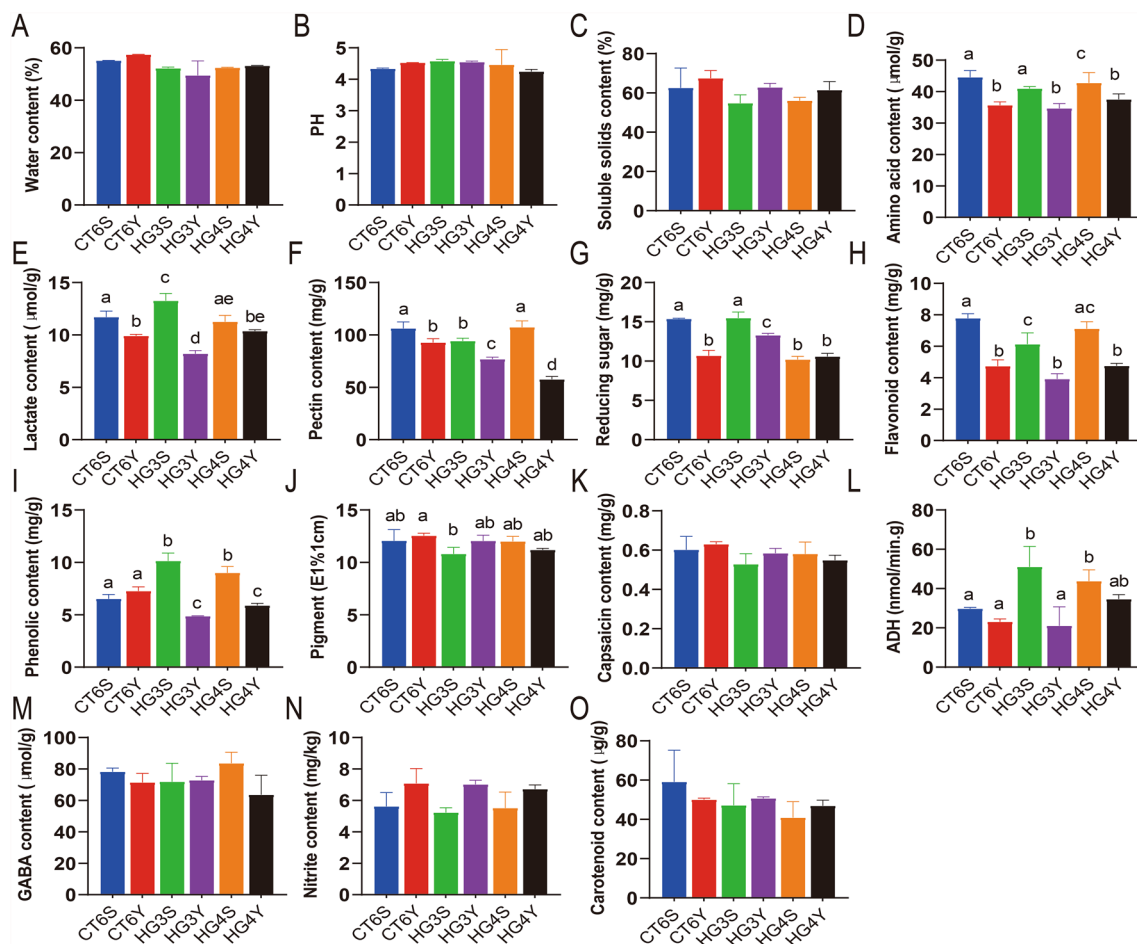 A
Water content (%)
60
40
20
0
CT6S
CT6Y
HG3S
HG3Y
HG4S
HG4Y
B
PH
5
4
3
2
1
0
CT6S
CT6Y
HG3S
HG3Y
HG4S
HG4Y
C
Soluble solids content (%)
80
60
40
20
0
CT6S
CT6Y
HG3S
HG3Y
HG4S
HG4Y
D
Amino acid content ( μmol/g)
50
40
30
20
10
0
a
b
a
b
c
b
CT6S
CT6Y
HG3S
HG3Y
HG4S
HG4Y
E
Lactate content ( μmol/g)
15
10
5
0
a
b
c
d
ae
be
CT6S
CT6Y
HG3S
HG3Y
HG4S
HG4Y
F
Pectin content (mg/g)
150
100
50
0
a
b
b
c
a
d
CT6S
CT6Y
HG3S
HG3Y
HG4S
HG4Y
G
Reducing sugar (mg/g)
20
15
10
5
0
a
b
a
c
b
b
CT6S
CT6Y
HG3S
HG3Y
HG4S
HG4Y
H
Flavonoid content (mg/g)
10
8
6
4
2
0
a
b
c
b
ac
b
CT6S
CT6Y
HG3S
HG3Y
HG4S
HG4Y
I
Phenolic content (mg/g)
15
10
5
0
a
a
b
c
b
c
CT6S
CT6Y
HG3S
HG3Y
HG4S
HG4Y
J
Pigment (E1%1cm)
15
10
5
0
ab
a
b
ab
ab
ab
CT6S
CT6Y
HG3S
HG3Y
HG4S
HG4Y
K
Capsaicin content (mg/g)
0.8
0.6
0.4
0.2
0.0
CT6S
CT6Y
HG3S
HG3Y
HG4S
HG4Y
L
ADH (nmol/min.g)
80
60
40
20
0
a
a
b
a
b
ab
CT6S
CT6Y
HG3S
HG3Y
HG4S
HG4Y
M
GABA content ( μmol/g)
100
80
60
40
20
0
CT6S
CT6Y
HG3S
HG3Y
HG4S
HG4Y
N
Nitrite content (mg/kg)
10
8
6
4
2
0
CT6S
CT6Y
HG3S
HG3Y
HG4S
HG4Y
O
Carotenoid content ( μg/g)
80
60
40
20
0
CT6S
CT6Y
HG3S
HG3Y
HG4S
HG4Y